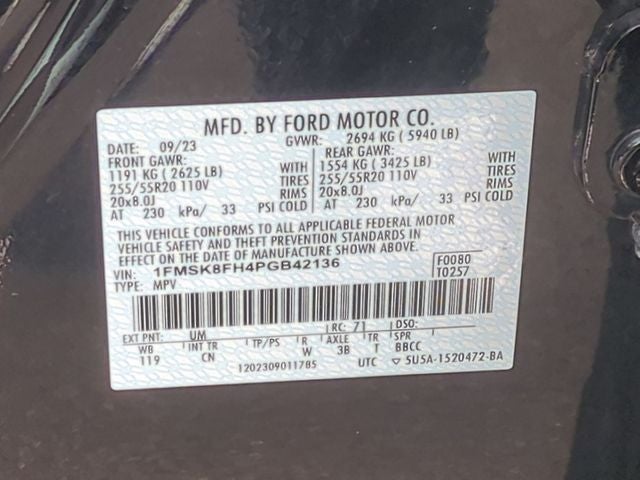 MFD. BY FORD MOTOR CO.
DATE: 09/23 GVWR: 2694 KG ( 5940 LB)
FRONT GAWR: REAR GAWR:
1191 KG ( 2625 LB) WITH 1554 KG ( 3425 LB) WITH
255/55R20 110V TIRES 255/55R20 110V TIRES
20x8.0J RIMS 20x8.0J RIMS
AT 230 kPa/ 33 PSI COLD AT 230 kPa/ 33 PSI COLD
THIS VEHICLE CONFORMS TO ALL APPLICABLE FEDERAL MOTOR
VEHICLE SAFETY AND THEFT PREVENTION STANDARDS IN
EFFECT ON THE DATE OF MANUFACTURE SHOWN ABOVE.
VIN: 1FMSK8FH4PGB42136 F0080
TYPE: MPV T0257
EXT PNT: UM RC: 71 DSO:
WB INT TR TP/PS R AXLE TR SPR
119 CN W 3B T BBCC
1202309011785 UTC 5U5A-1520472-BA